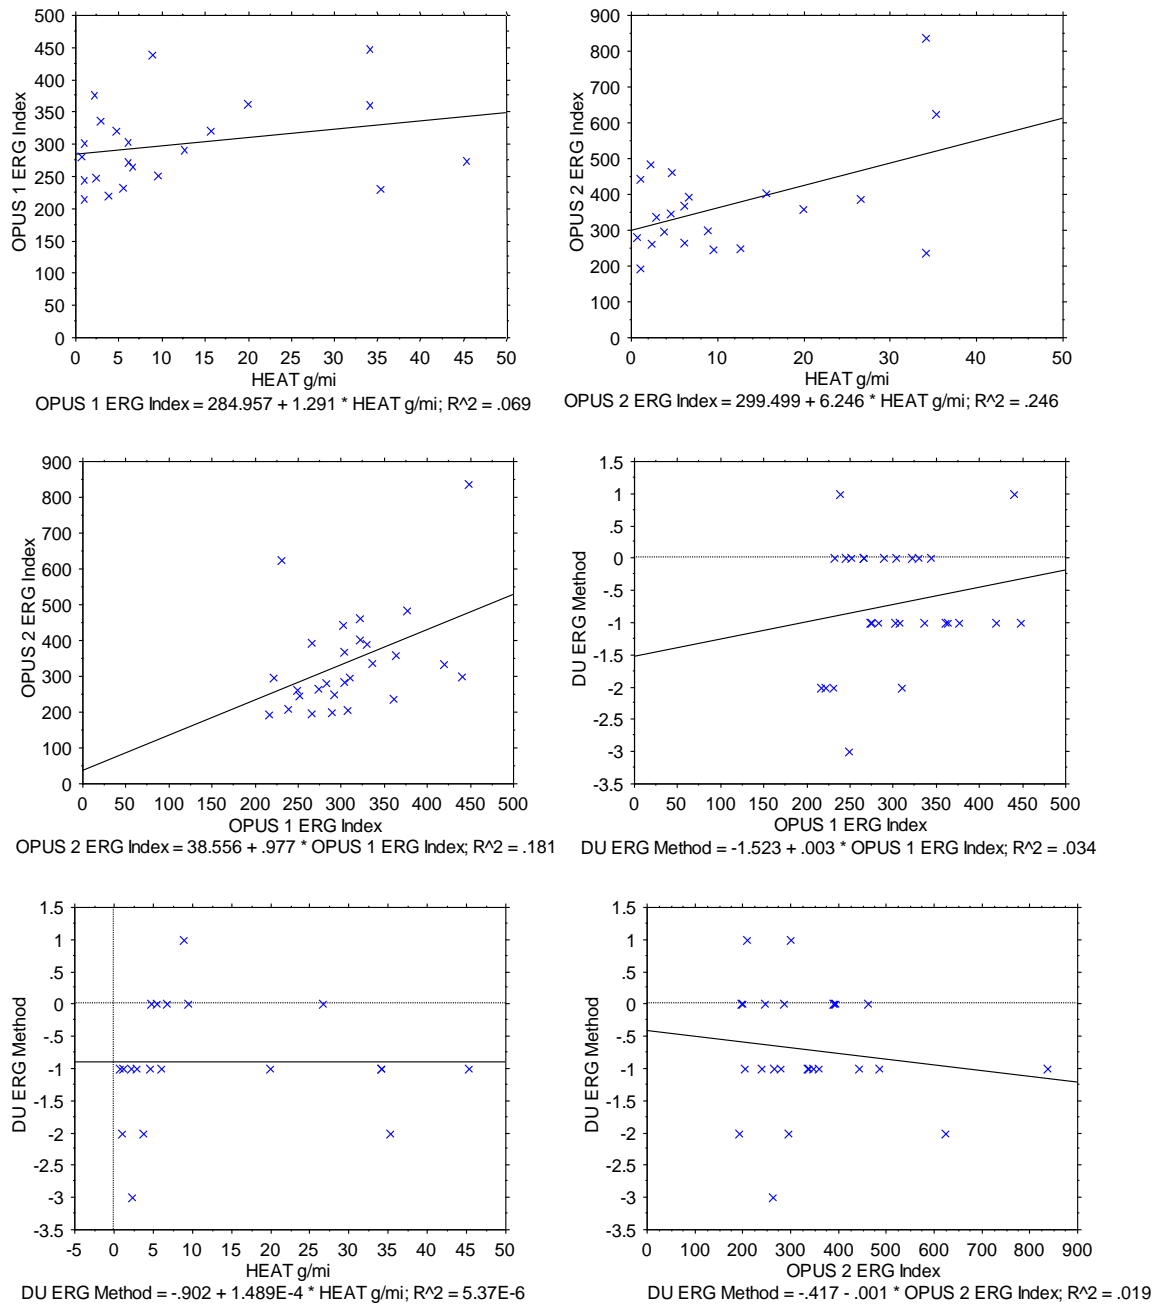 OPUS 1 ERG Index
500
450
400
350
300
250
200
150
100
50
0
0 5 10 15 20 25 30 35 40 45 50
HEAT g/mi
OPUS 1 ERG Index = 284.957 + 1.291 * HEAT g/mi; R^2 = .069
OPUS 2 ERG Index
900
800
700
600
500
400
300
200
100
0
0 10 20 30 40 50
HEAT g/mi
OPUS 2 ERG Index = 299.499 + 6.246 * HEAT g/mi; R^2 = .246
OPUS 2 ERG Index
900
800
700
600
500
400
300
200
100
0
0 50 100 150 200 250 300 350 400 450 500
OPUS 1 ERG Index
OPUS 2 ERG Index = 38.556 + .977 * OPUS 1 ERG Index; R^2 = .181
DU ERG Method
1.5
1
.5
0
-.5
-1
-1.5
-2
-2.5
-3
-3.5
0 50 100 150 200 250 300 350 400 450 500
OPUS 1 ERG Index
DU ERG Method = -1.523 + .003 * OPUS 1 ERG Index; R^2 = .034
DU ERG Method
1.5
1
.5
0
-.5
-1
-1.5
-2
-2.5
-3
-3.5
-5 0 5 10 15 20 25 30 35 40 45 50
HEAT g/mi
DU ERG Method = -.902 + 1.489E-4 * HEAT g/mi; R^2 = 5.37E-6
DU ERG Method
1.5
1
.5
0
-.5
-1
-1.5
-2
-2.5
-3
-3.5
0 100 200 300 400 500 600 700 800 900
OPUS 2 ERG Index
DU ERG Method = -.417 - .001 * OPUS 2 ERG Index; R^2 = .019